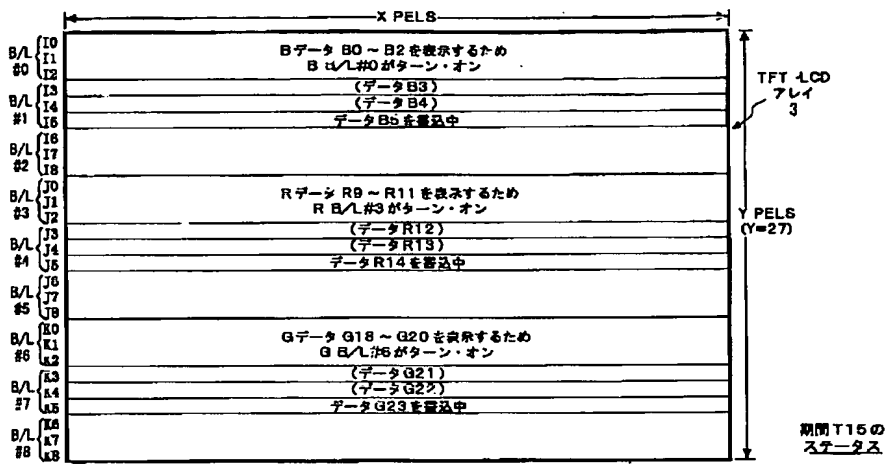 X PELS
B/L #0 I0 I1 I2
Bデータ B0 ~ B2を表示するため
B B/L#0がターン・オン
B/L #1 I3 I4 I5
(データB3)
(データB4)
データB5を書込中
TFT-LCD
アレイ
3
B/L #2 I6 I7 I8
B/L #3 J0 J1 J2
Rデータ R9 ~ R11を表示するため
R B/L#3がターン・オン
Y PELS
(Y=27)
B/L #4 J3 J4 J5
(データR12)
(データR13)
データR14を書込中
B/L #5 J6 J7 J8
B/L #6 K0 K1 K2
Gデータ G18 ~ G20を表示するため
G B/L#6がターン・オン
B/L #7 K3 K4 K5
(データG21)
(データG22)
データG23を書込中
B/L #8 K6 K7 K8
期間T15の
ステータス